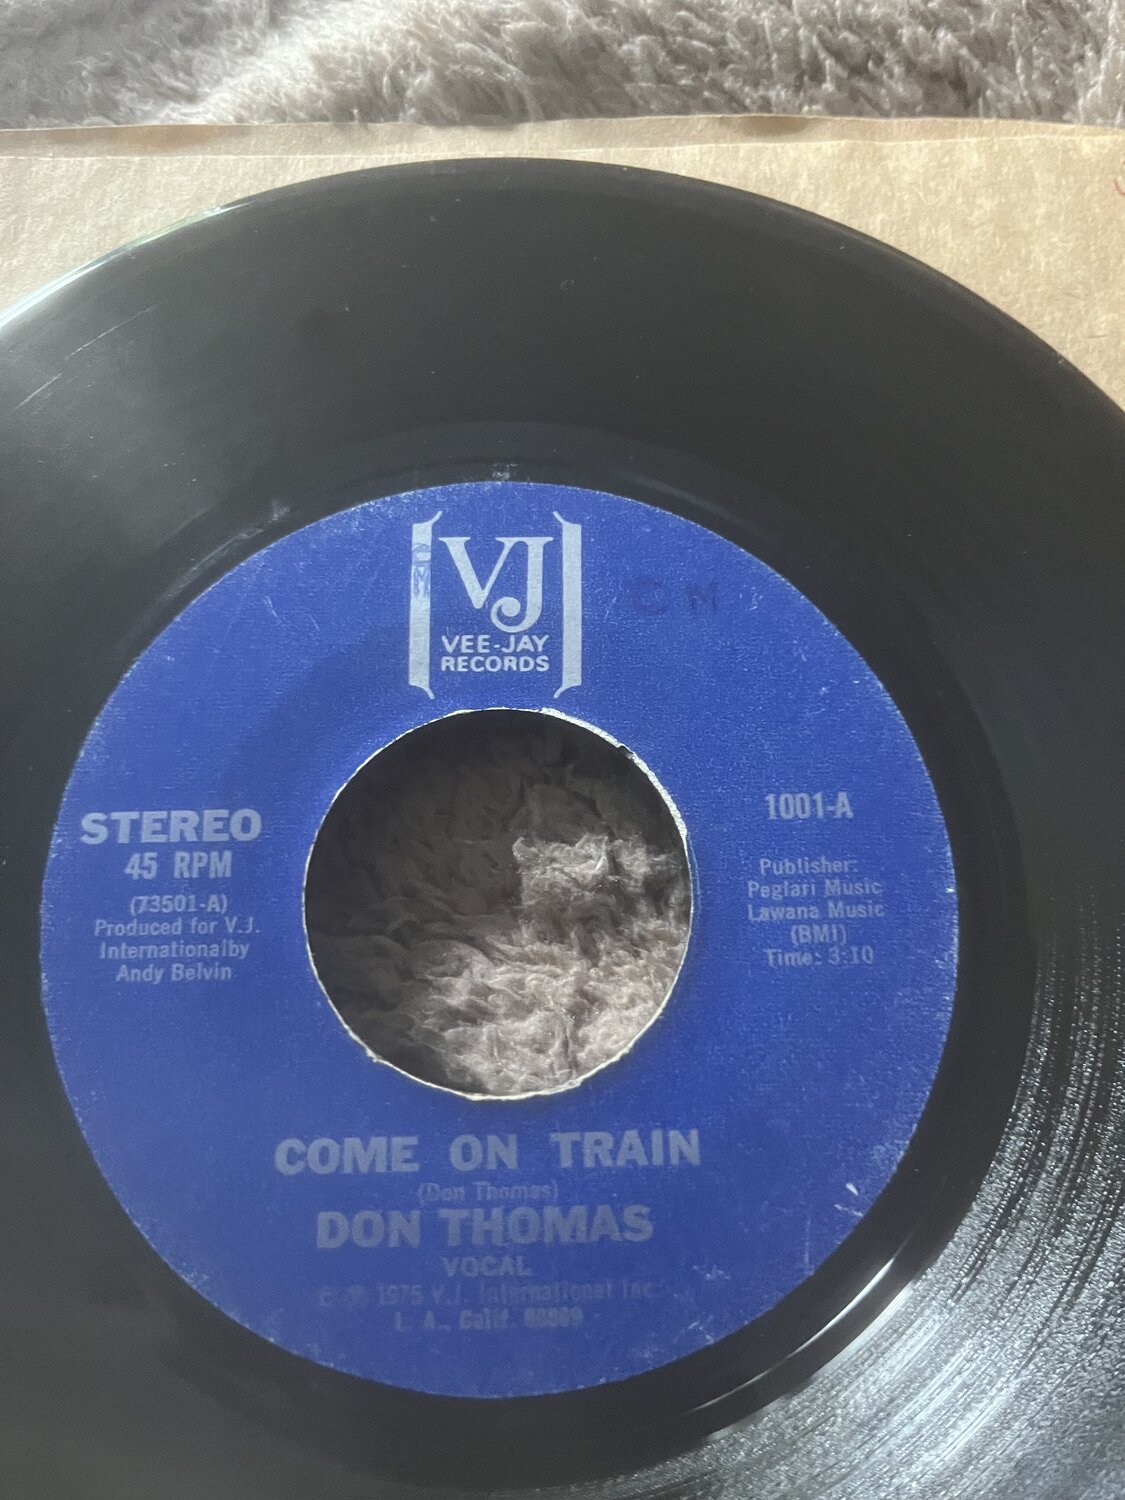 VJ
VEE-JAY
RECORDS
CM
C M
STEREO
45 RPM
(73501-A)
Produced for V.J.
Internationalby
Andy Belvin
1001-A
Publisher:
Peglari Music
Lawana Music
(BMI)
Time: 3:10
COME ON TRAIN
(Don Thomas)
DON THOMAS
VOCAL
© ℗ 1975 V.J. International Inc.
L. A., Calif.